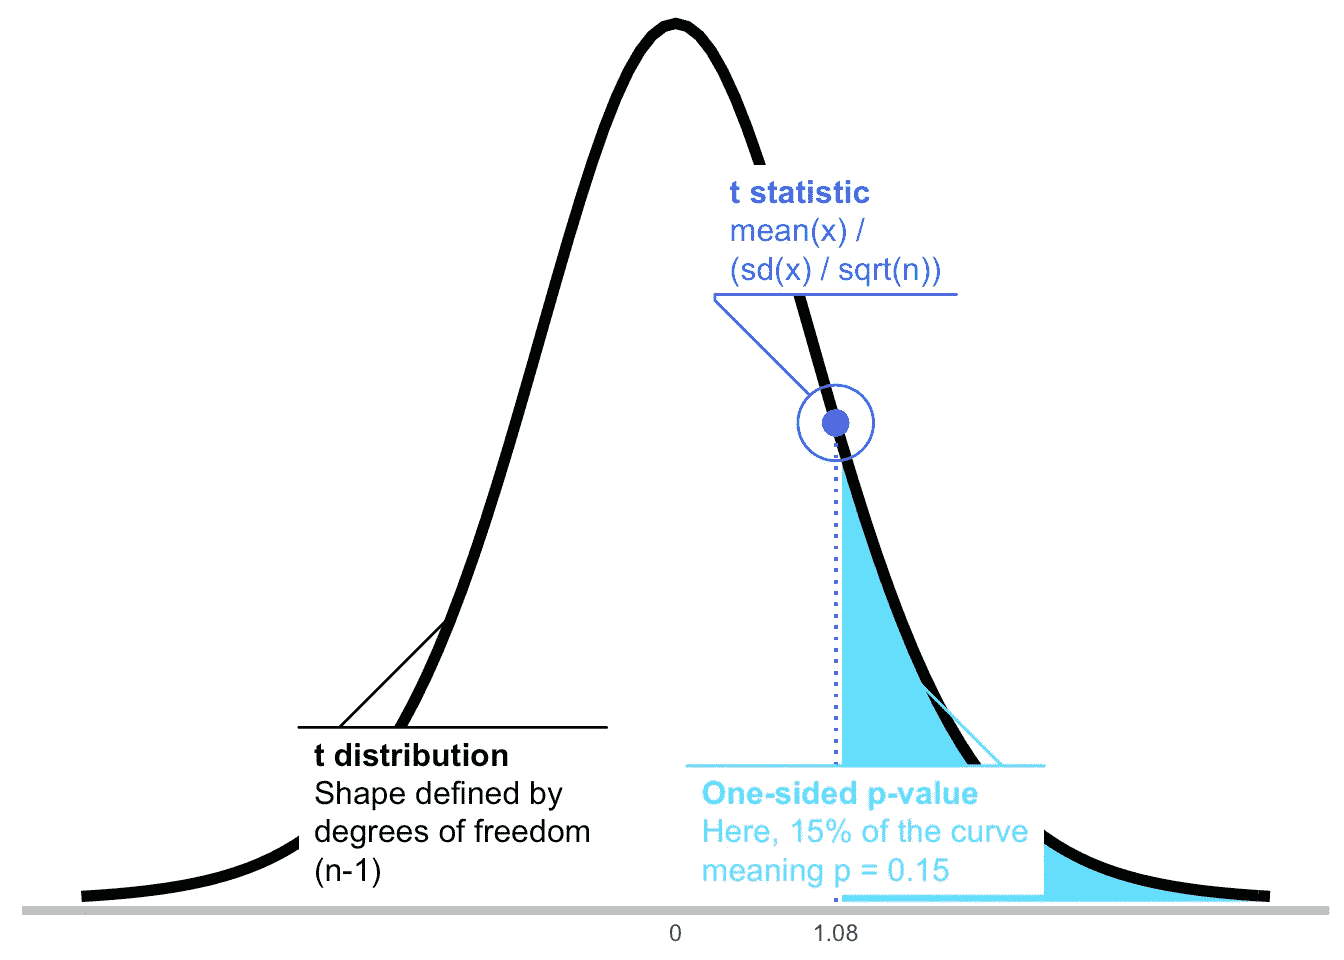 t statistic
mean(x) /
(sd(x) / sqrt(n))
t distribution
Shape defined by
degrees of freedom
(n-1)
One-sided p-value
Here, 15% of the curve
meaning p = 0.15
0
1.08